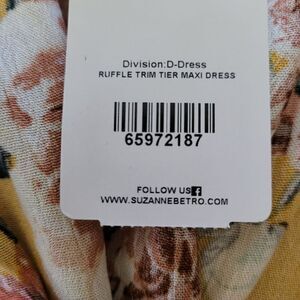 Division:D-Dress
RUFFLE TRIM TIER MAXI DRESS
65972187
FOLLOW US
WWW.SUZANNEBETRO.COM